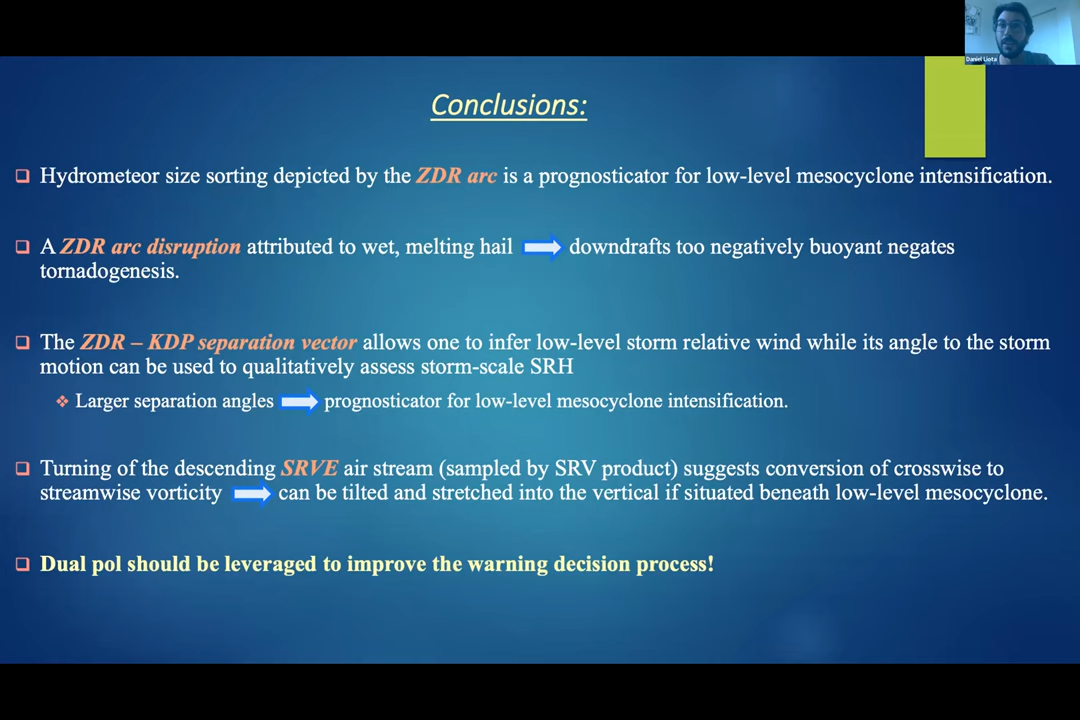 Daniel Liota
Conclusions:
Hydrometeor size sorting depicted by the ZDR arc is a prognosticator for low-level mesocyclone intensification.
A ZDR arc disruption attributed to wet, melting hail downdrafts too negatively buoyant negates
tornadogenesis.
The ZDR – KDP separation vector allows one to infer low-level storm relative wind while its angle to the storm
motion can be used to qualitatively assess storm-scale SRH
Larger separation angles prognosticator for low-level mesocyclone intensification.
Turning of the descending SRVE air stream (sampled by SRV product) suggests conversion of crosswise to
streamwise vorticity can be tilted and stretched into the vertical if situated beneath low-level mesocyclone.
Dual pol should be leveraged to improve the warning decision process!